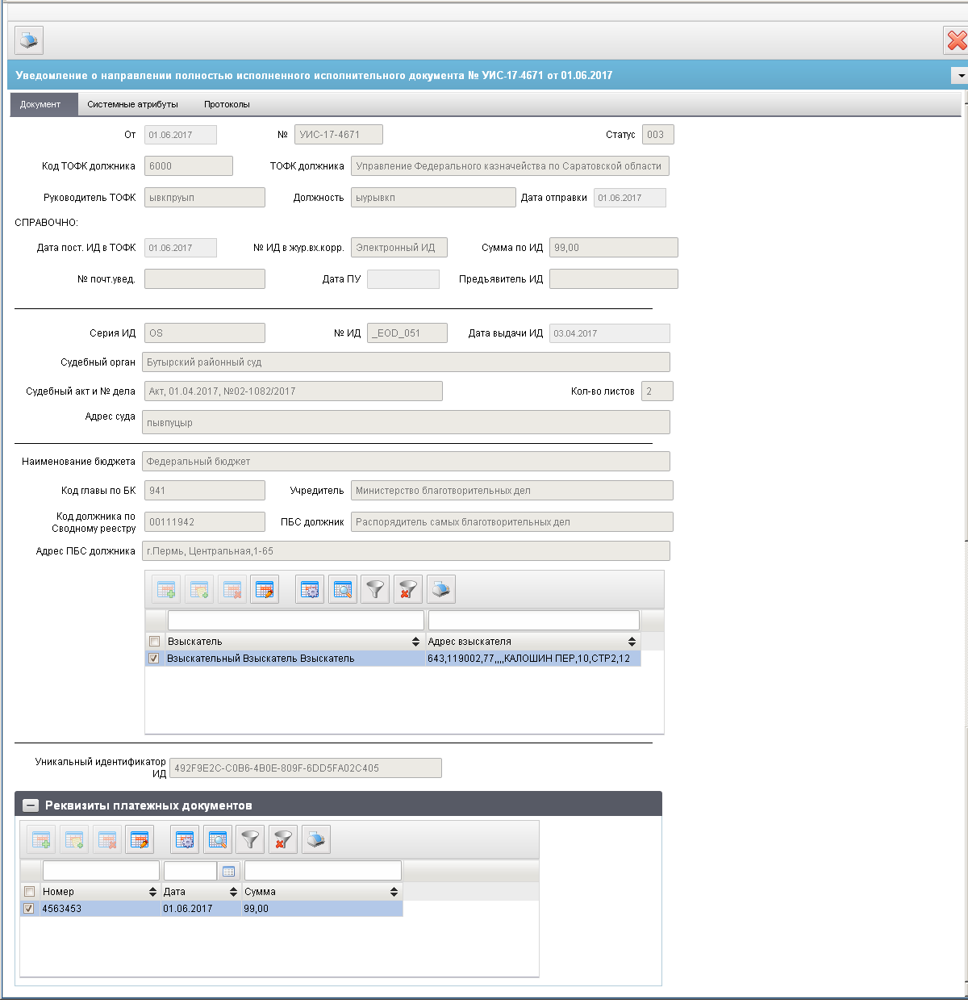 Уведомление о направлении полностью исполненного исполнительного документа № УИС-17-4671 от 01.06.2017
Документ Системные атрибуты Протоколы
От 01.06.2017 № УИС-17-4671 Статус 003
Код ТОФК должника 6000 ТОФК должника Управление Федерального казначейства по Саратовской области
Руководитель ТОФК ывкпруып Должность ыурывкп Дата отправки 01.06.2017
СПРАВОЧНО:
Дата пост. ИД в ТОФК 01.06.2017 № ИД в жур.вх.корр. Электронный ИД Сумма по ИД 99,00
№ почт.увед. Дата ПУ Предъявитель ИД
Серия ИД OS № ИД _EOD_051 Дата выдачи ИД 03.04.2017
Судебный орган Бутырский районный суд
Судебный акт и № дела Акт, 01.04.2017, №02-1082/2017 Кол-во листов 2
Адрес суда пывпуцыр
Наименование бюджета Федеральный бюджет
Код главы по БК 941 Учредитель Министерство благотворительных дел
Код должника по
Сводному реестру 00111942 ПБС должник Распорядитель самых благотворительных дел
Адрес ПБС должника г.Пермь, Центральная,1-65
Взыскатель Адрес взыскателя
Взыскательный Взыскатель Взыскатель 643,119002,77,,,,КАЛОШИН ПЕР,10,СТР2,12
Уникальный идентификатор
ИД 492F9E2C-C0B6-4B0E-809F-6DD5FA02C405
Реквизиты платежных документов
Номер Дата Сумма
4563453 01.06.2017 99,00